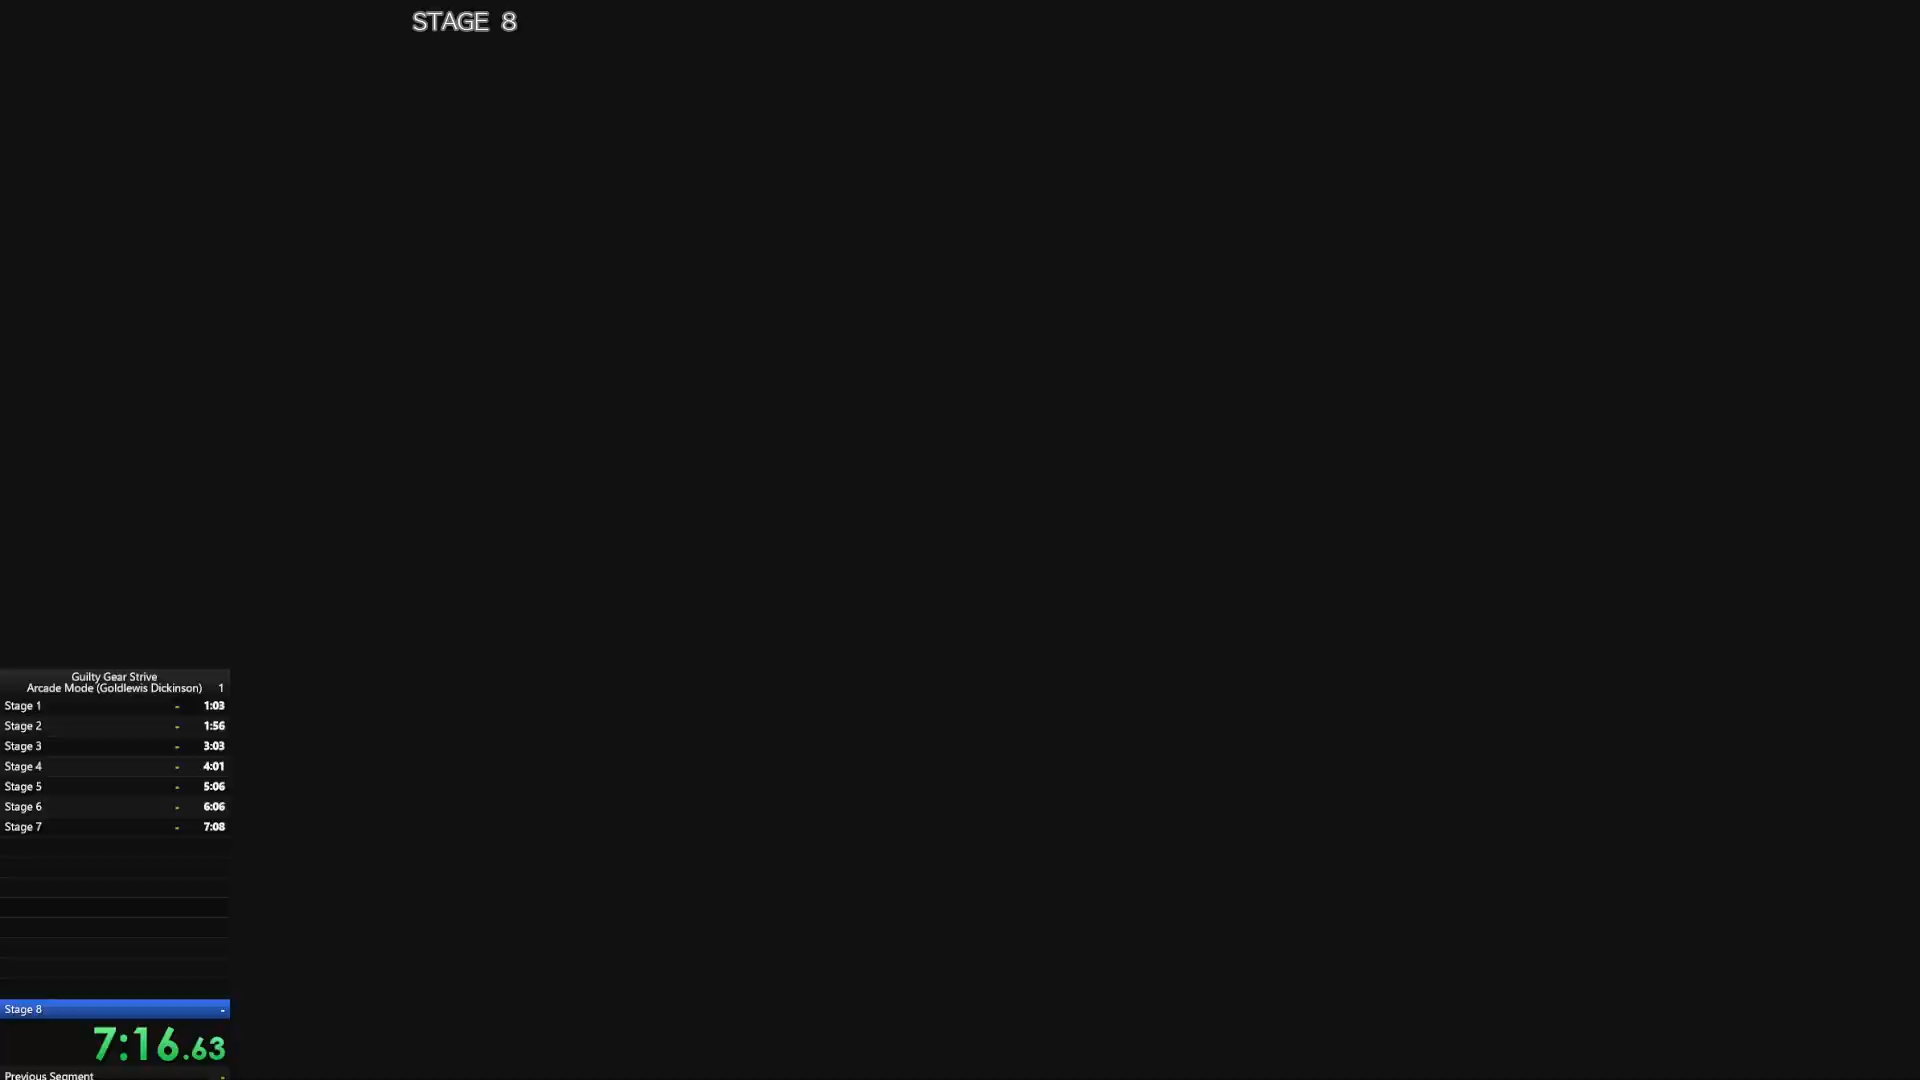 STAGE 8
Guilty Gear Strive
Arcade Mode (Goldlewis Dickinson) 1
Stage 1 - 1:03
Stage 2 - 1:56
Stage 3 - 3:03
Stage 4 - 4:01
Stage 5 - 5:06
Stage 6 - 6:06
Stage 7 - 7:08
Stage 8 -
7:16.63
Previous Segment -